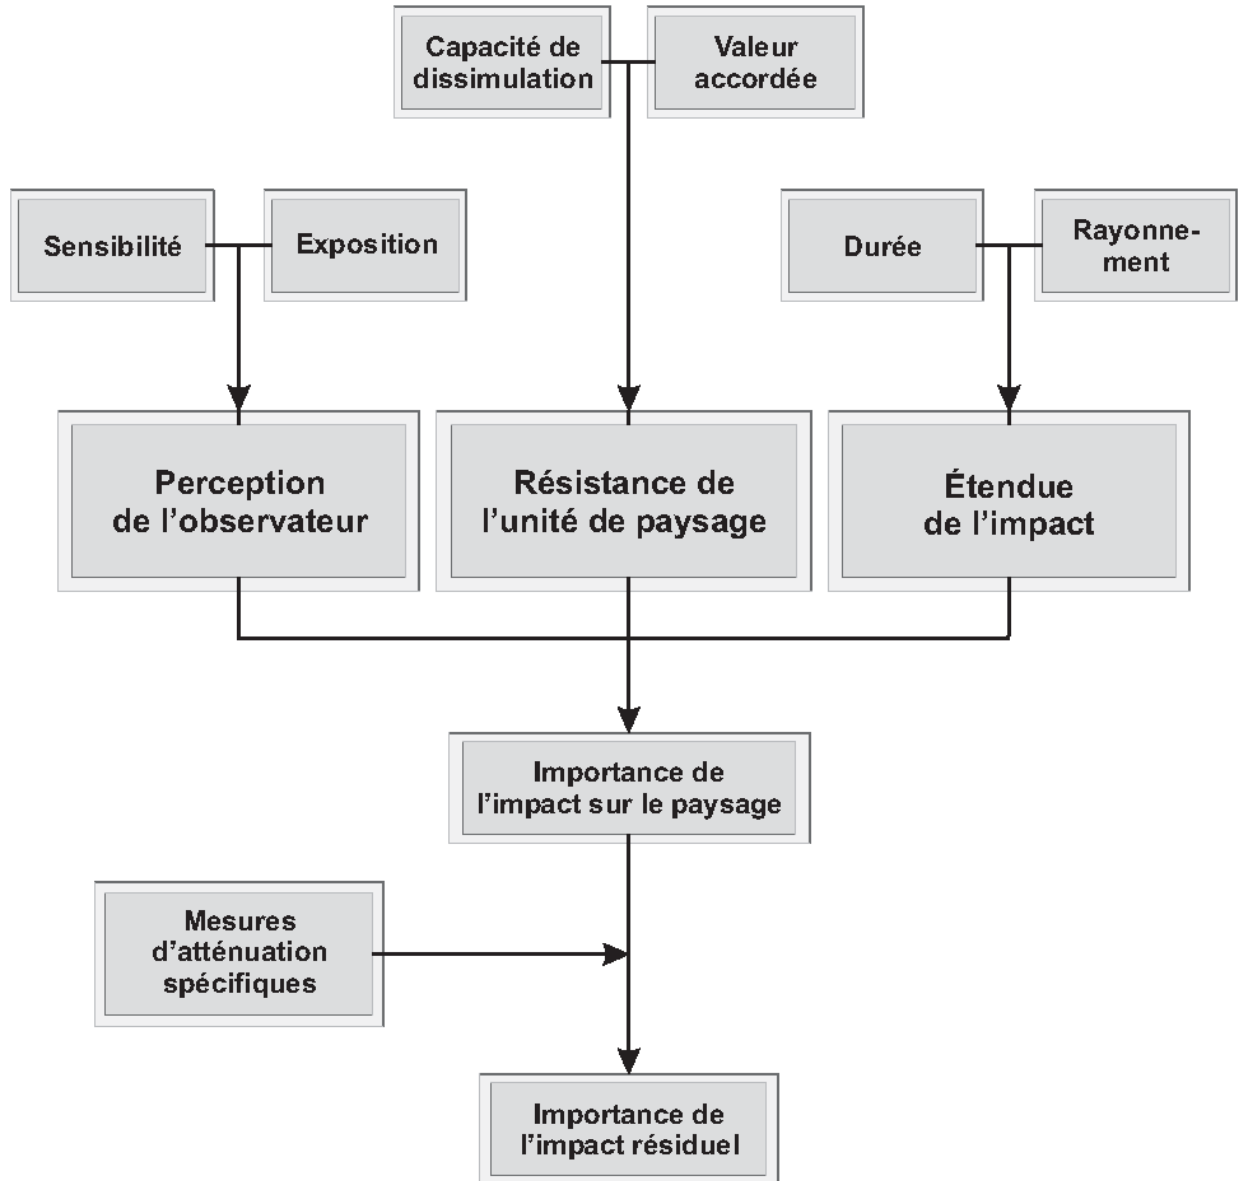 Capacité de
dissimulation
Valeur
accordée
Sensibilité
Exposition
Durée
Rayonne-
ment
Perception
de l'observateur
Résistance de
l'unité de paysage
Étendue
de l'impact
Importance de
l'impact sur le paysage
Mesures
d'atténuation
spécifiques
Importance de
l'impact résiduel